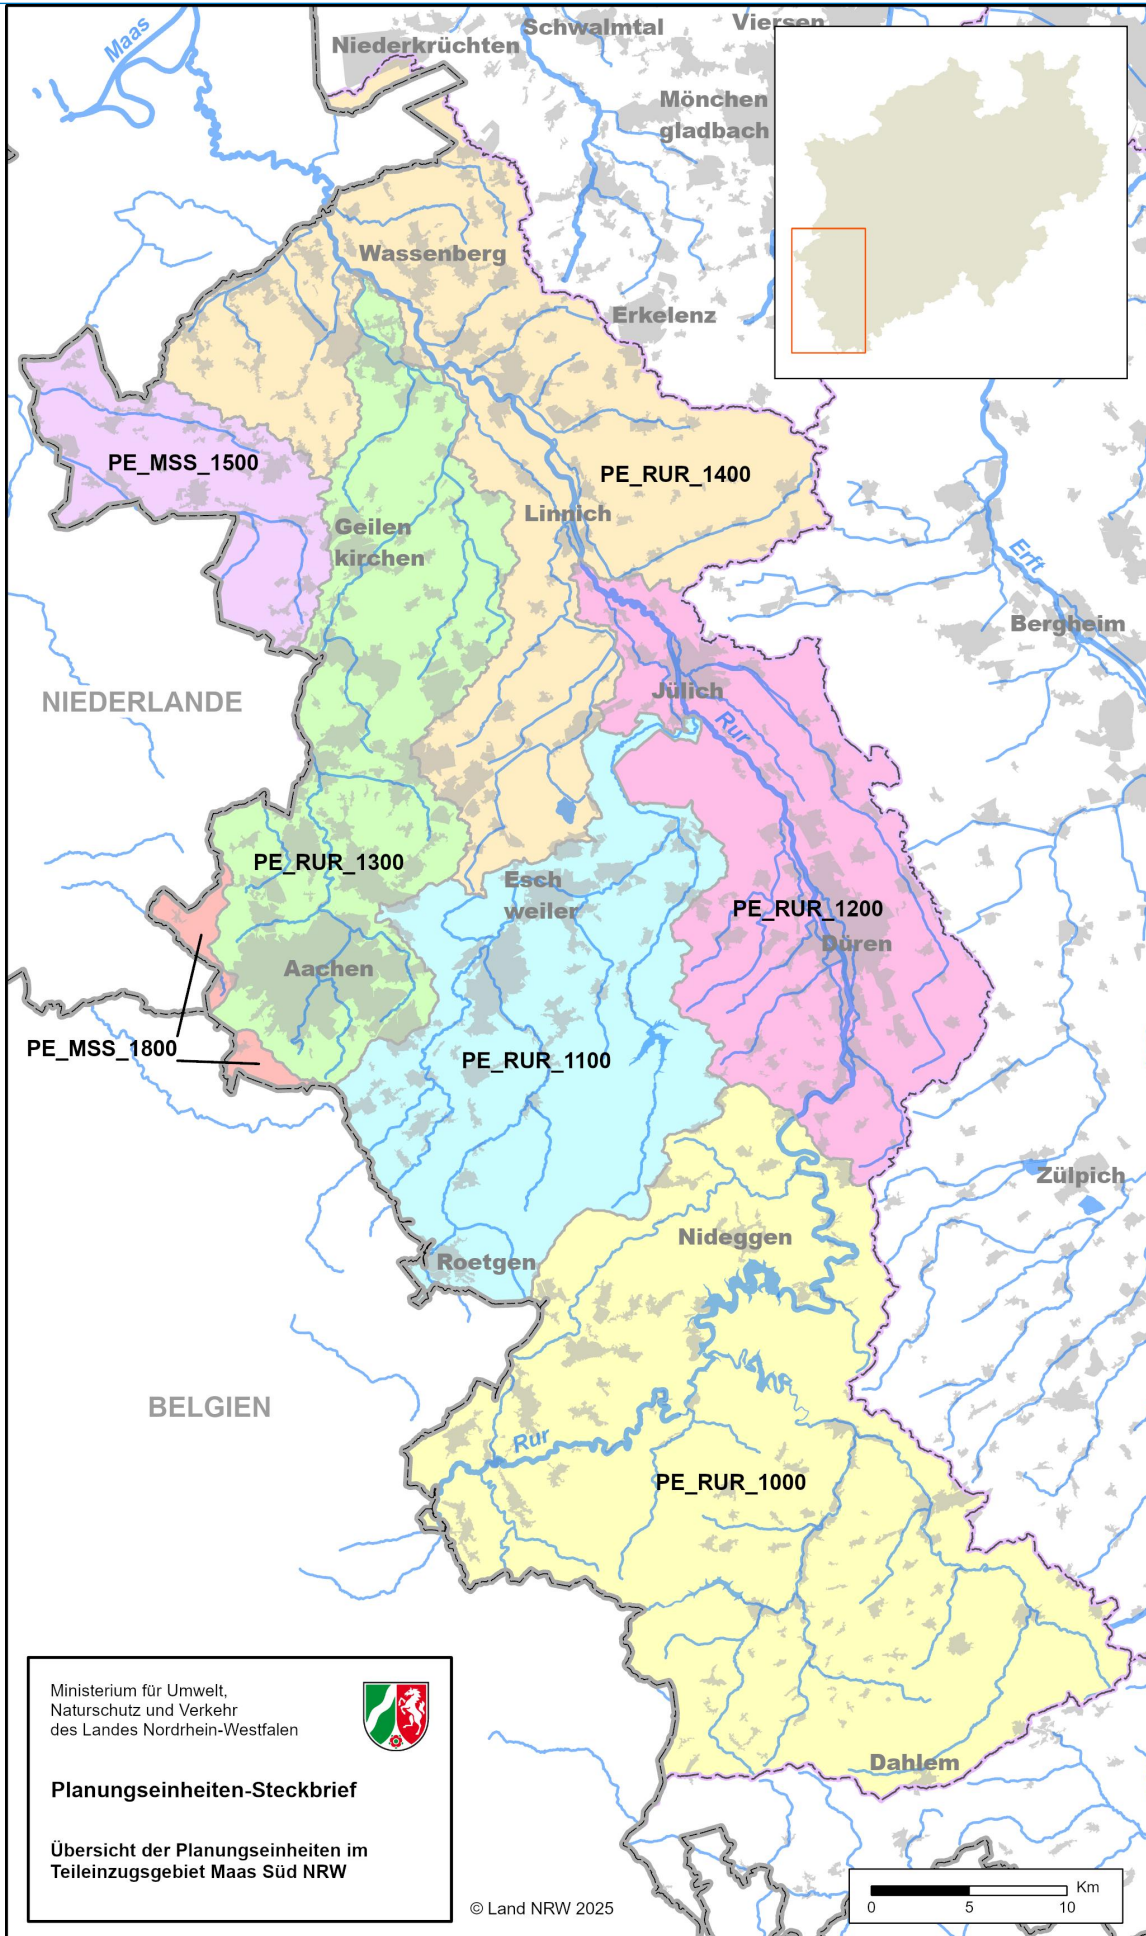 Maas
Schwalmtal
Viersen
Niederkrüchten
Mönchen
gladbach
Wassenberg
Erkelenz
PE_MSS_1500
PE_RUR_1400
Linnich
Geilen
kirchen
Erft
Bergheim
NIEDERLANDE
Jülich
Rur
PE_RUR_1300
Esch
weiler
PE_RUR_1200
Düren
Aachen
PE_MSS_1800
PE_RUR_1100
Zülpich
Nideggen
Roetgen
BELGIEN
Rur
PE_RUR_1000
Dahlem
Ministerium für Umwelt,
Naturschutz und Verkehr
des Landes Nordrhein-Westfalen
Planungseinheiten-Steckbrief
Übersicht der Planungseinheiten im
Teileinzugsgebiet Maas Süd NRW
© Land NRW 2025
Km
0 5 10